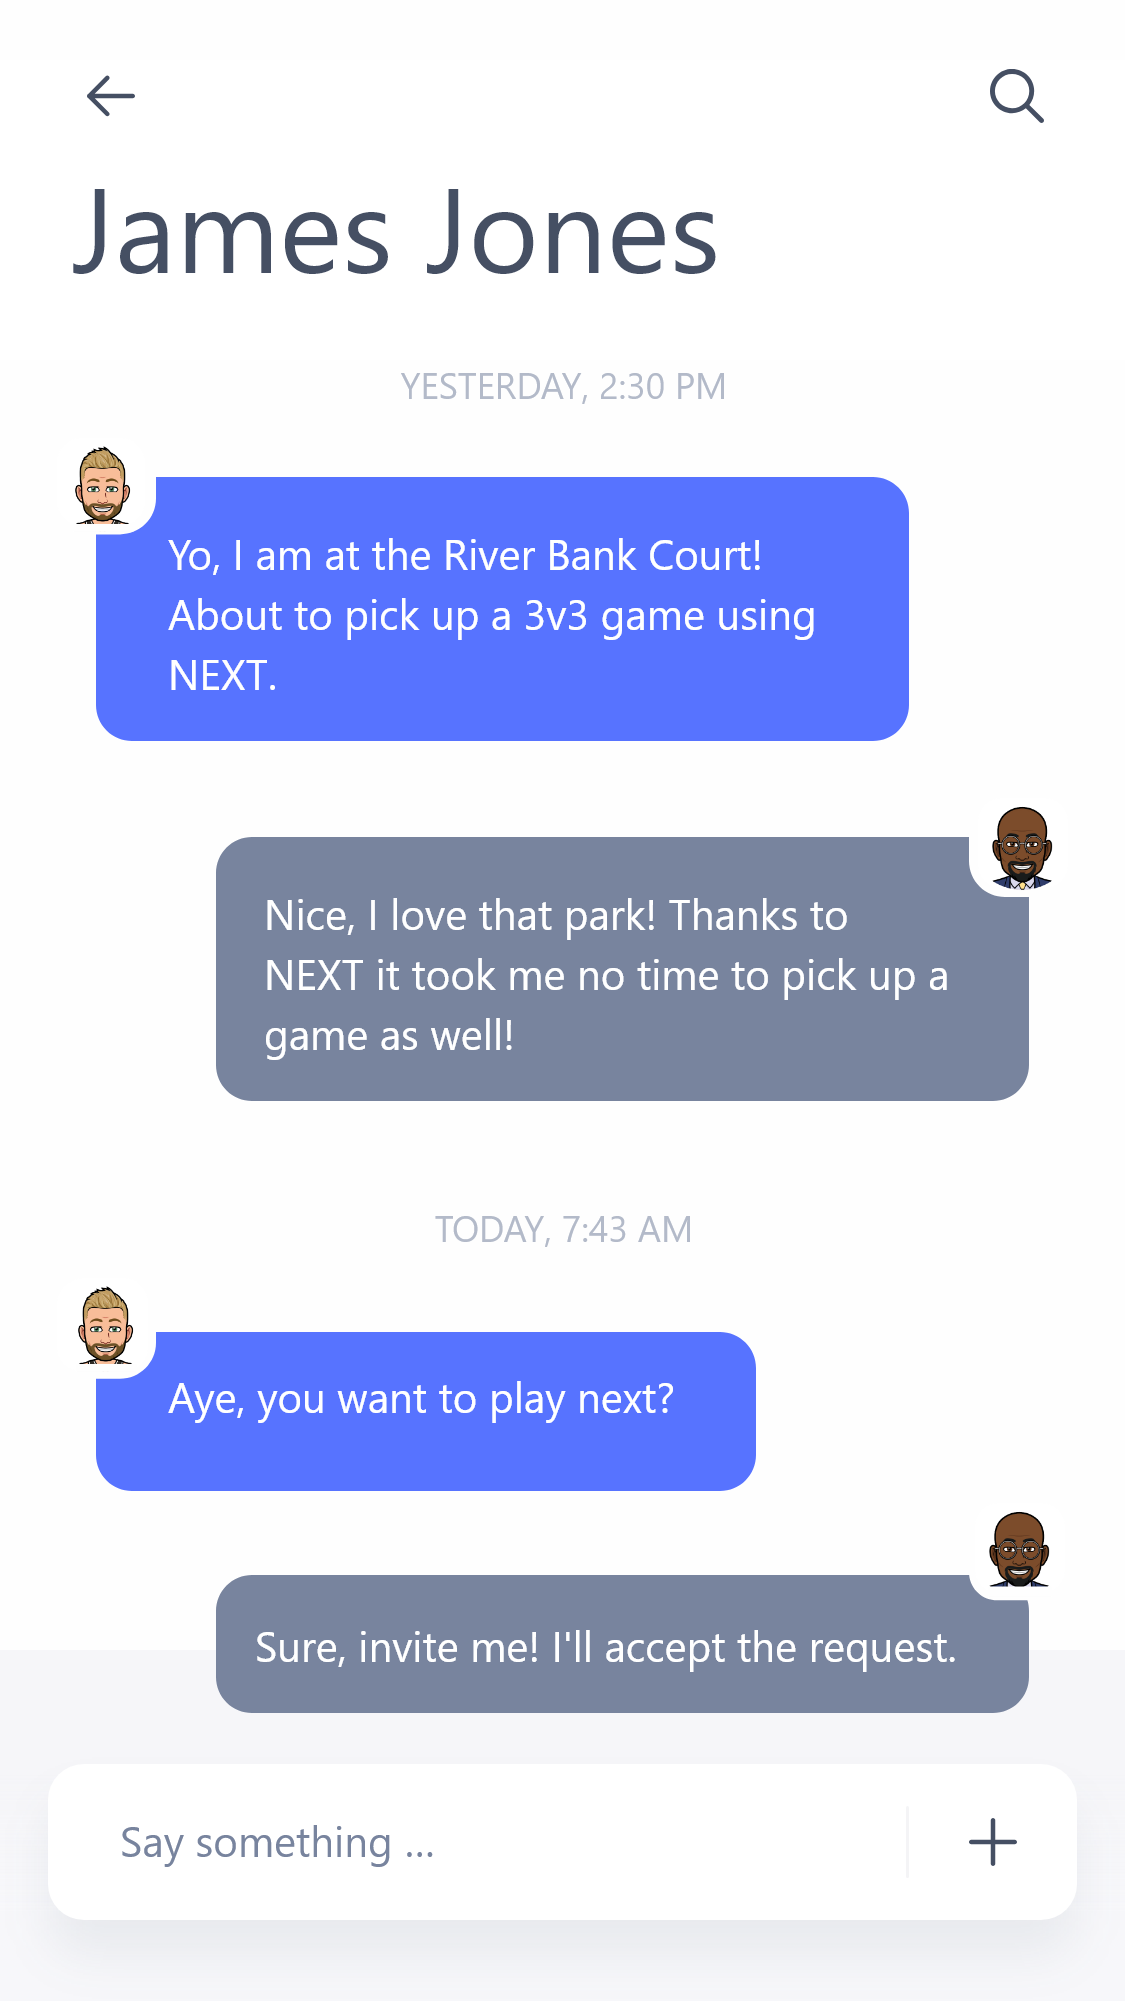 James Jones
YESTERDAY, 2:30 PM
Yo, I am at the River Bank Court!
About to pick up a 3v3 game using
NEXT.
Nice, I love that park! Thanks to
NEXT it took me no time to pick up a
game as well!
TODAY, 7:43 AM
Aye, you want to play next?
Sure, invite me! I'll accept the request.
Say something ...